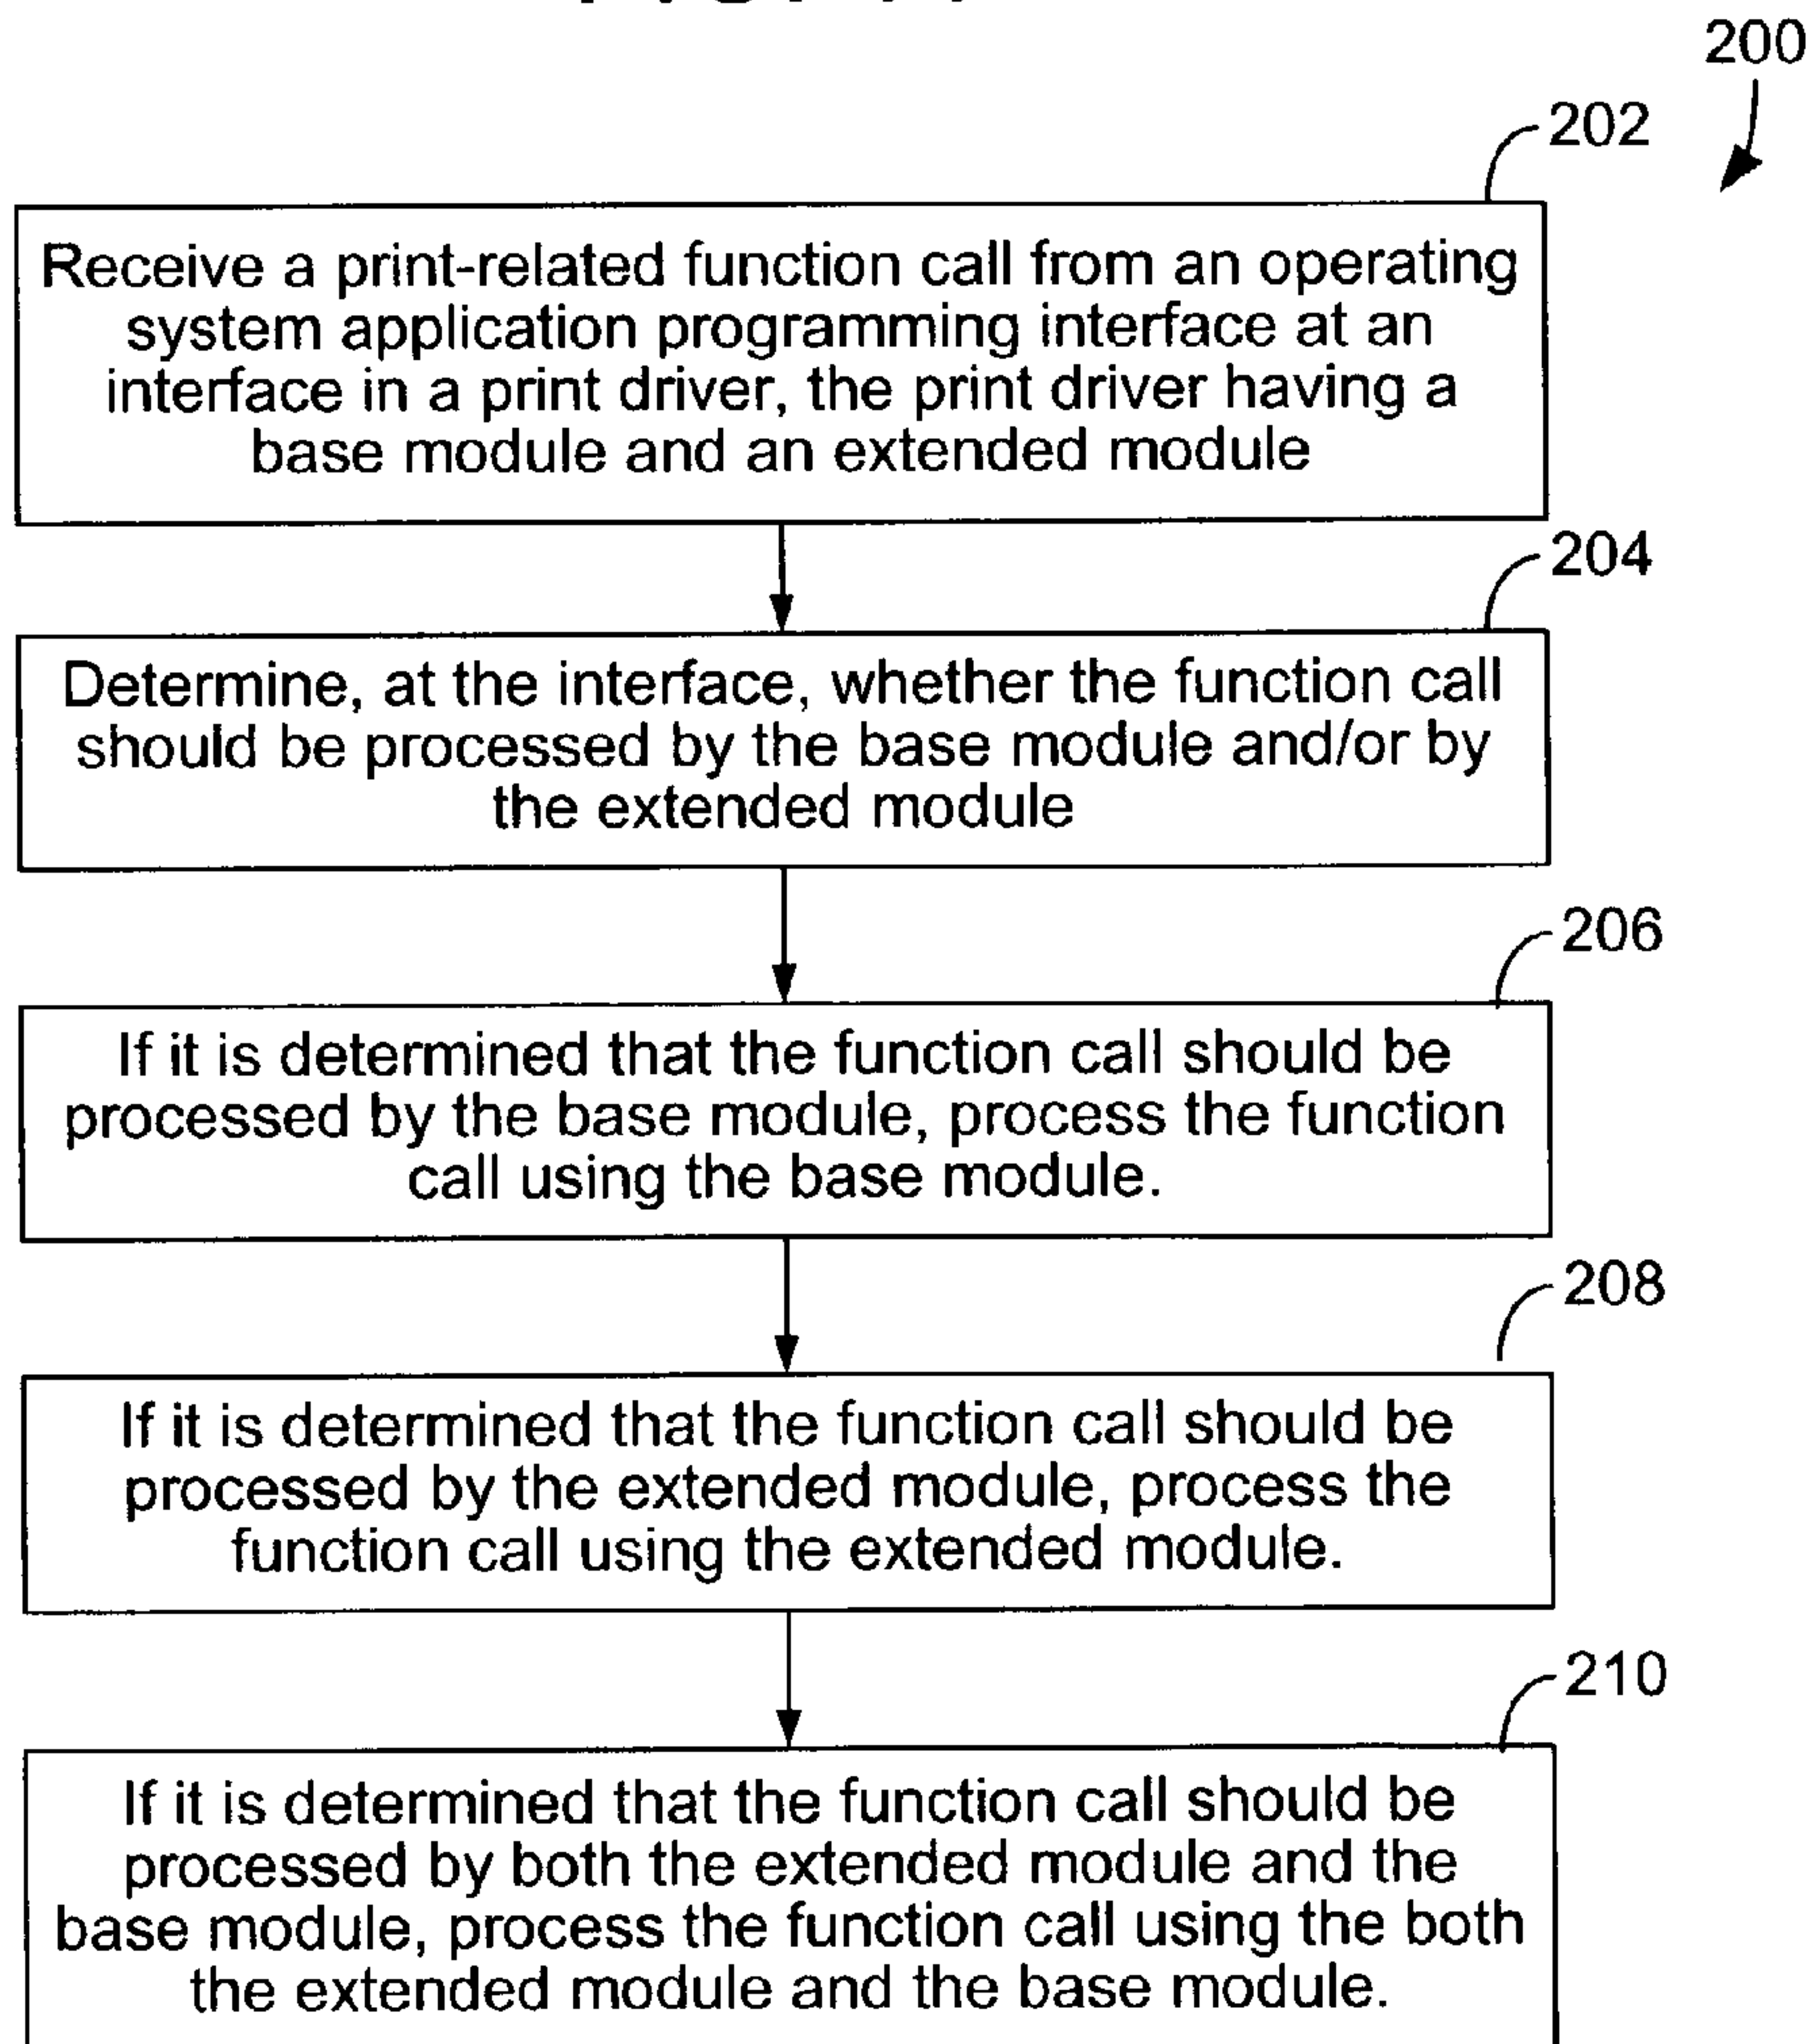 200
202
Receive a print-related function call from an operating
system application programming interface at an
interface in a print driver, the print driver having a
base module and an extended module
204
Determine, at the interface, whether the function call
should be processed by the base module and/or by
the extended module
206
If it is determined that the function call should be
processed by the base module, process the function
call using the base module.
208
If it is determined that the function call should be
processed by the extended module, process the
function call using the extended module.
210
If it is determined that the function call should be
processed by both the extended module and the
base module, process the function call using the both
the extended module and the base module.